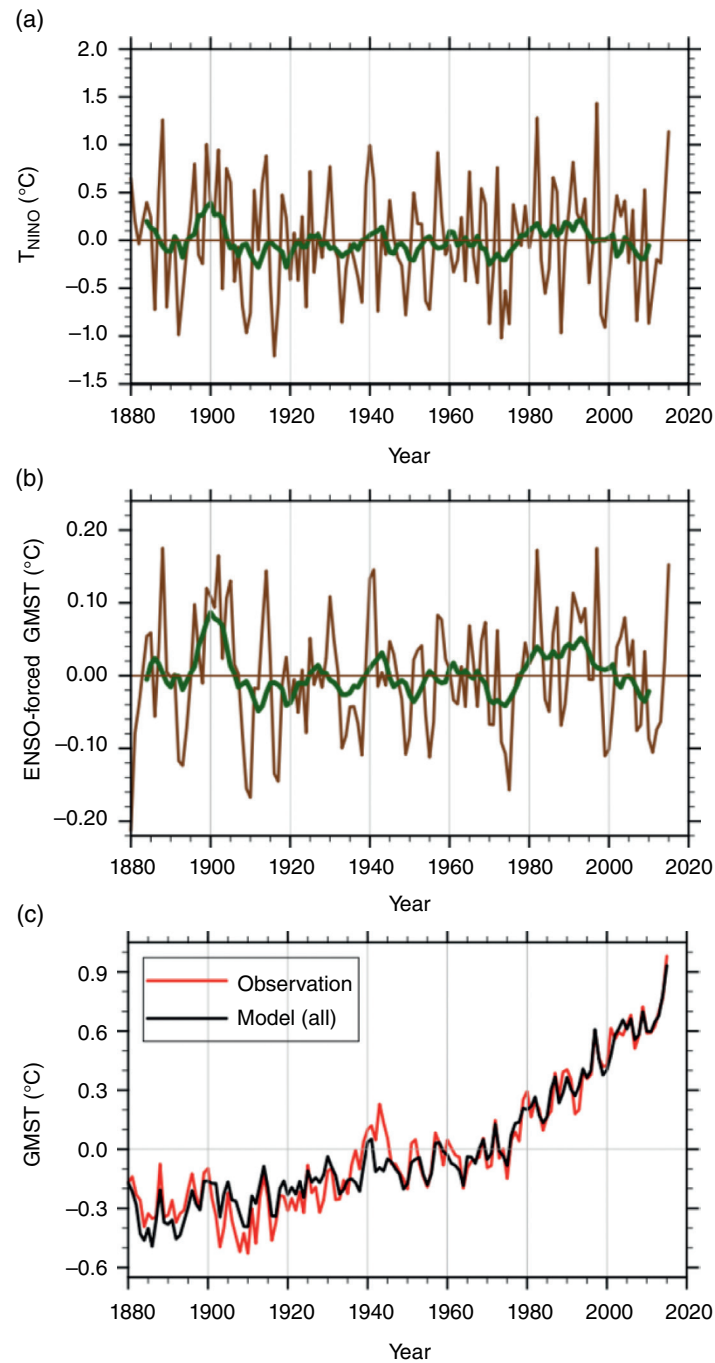 (a)
2.0
1.5
1.0
0.5
0.0
−0.5
−1.0
−1.5
T_NINO (°C)
1880 1900 1920 1940 1960 1980 2000 2020
Year
(b)
0.20
0.10
0.00
−0.10
−0.20
ENSO-forced GMST (°C)
1880 1900 1920 1940 1960 1980 2000 2020
Year
(c)
Observation
Model (all)
0.9
0.6
0.3
0.0
−0.3
−0.6
GMST (°C)
1880 1900 1920 1940 1960 1980 2000 2020
Year